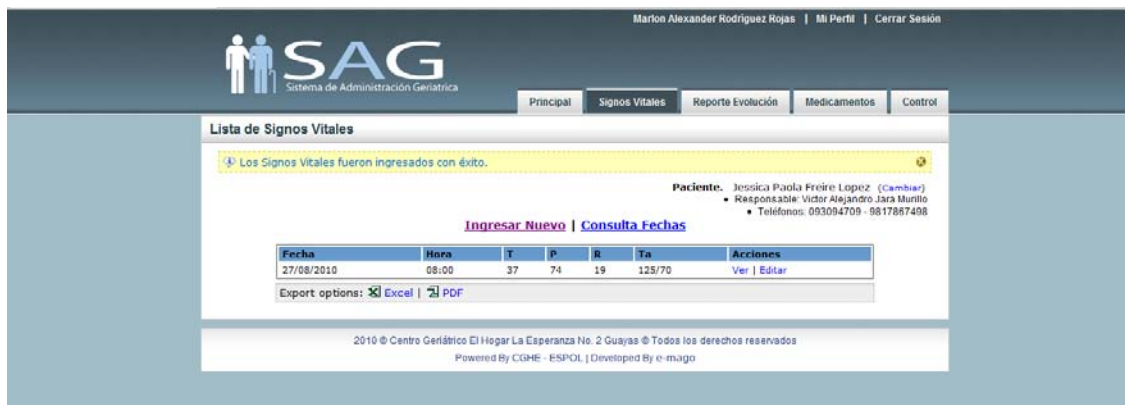 Marlon Alexander Rodríguez Rojas | Mi Perfil | Cerrar Sesión
SAG
Sistema de Administración Geriatrica
Principal Signos Vitales Reporte Evolución Medicamentos Control
Lista de Signos Vitales
Los Signos Vitales fueron ingresados con éxito.
Paciente. Jessica Paola Freire Lopez (Cambiar)
• Responsable: Victor Alejandro Jara Murillo
• Teléfonos: 093094709 - 9817867498
Ingresar Nuevo | Consulta Fechas
Fecha Hora T P R Ta Acciones
27/08/2010 08:00 37 74 19 125/70 Ver | Editar
Export options: Excel | PDF
2010 © Centro Geriátrico El Hogar La Esperanza No. 2 Guayas © Todos los derechos reservados
Powered By CGHE - ESPOL | Developed By e-mago